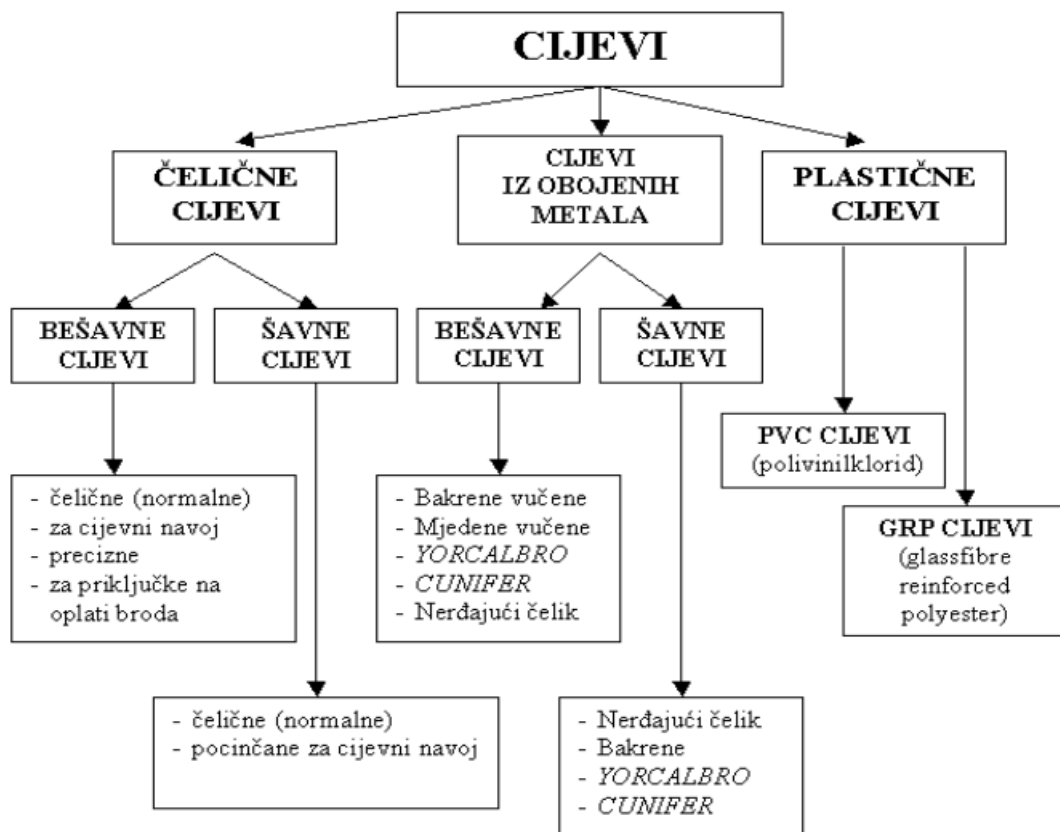 CIJEVI
ČELIČNE
CIJEVI
CIJEVI
IZ OBOJENIH
METALA
PLASTIČNE
CIJEVI
BEŠAVNE
CIJEVI
ŠAVNE
CIJEVI
BEŠAVNE
CIJEVI
ŠAVNE
CIJEVI
PVC CIJEVI
(polivinilklorid)
- čelične (normalne)
- za cijevni navoj
- precizne
- za priključke na
oplati broda
- Bakrene vučene
- Mjedene vučene
- YORCALBRO
- CUNIFER
- Nerđajući čelik
GRP CIJEVI
(glassfibre
reinforced
polyester)
- čelične (normalne)
- pocinčane za cijevni navoj
- Nerđajući čelik
- Bakrene
- YORCALBRO
- CUNIFER